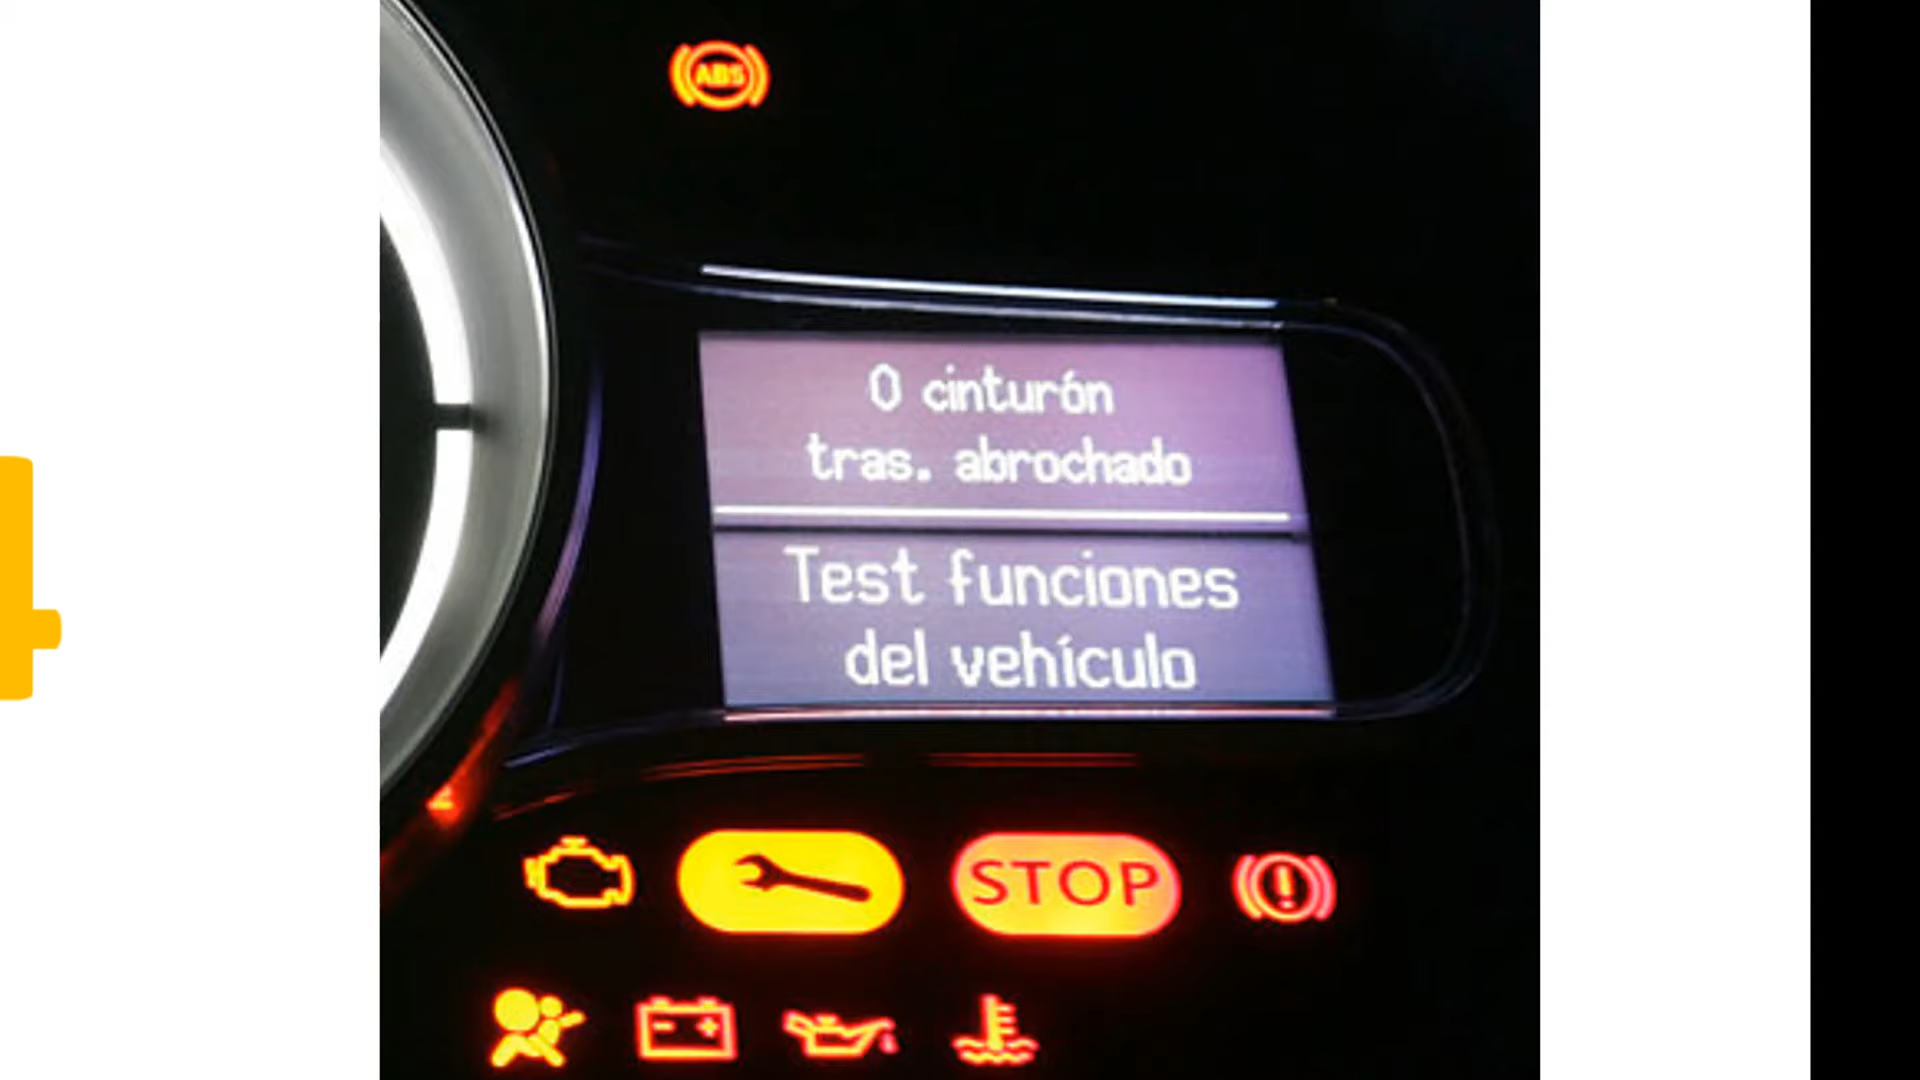 ABS
0 cinturón
tras. abrochado
Test funciones
del vehículo
STOP